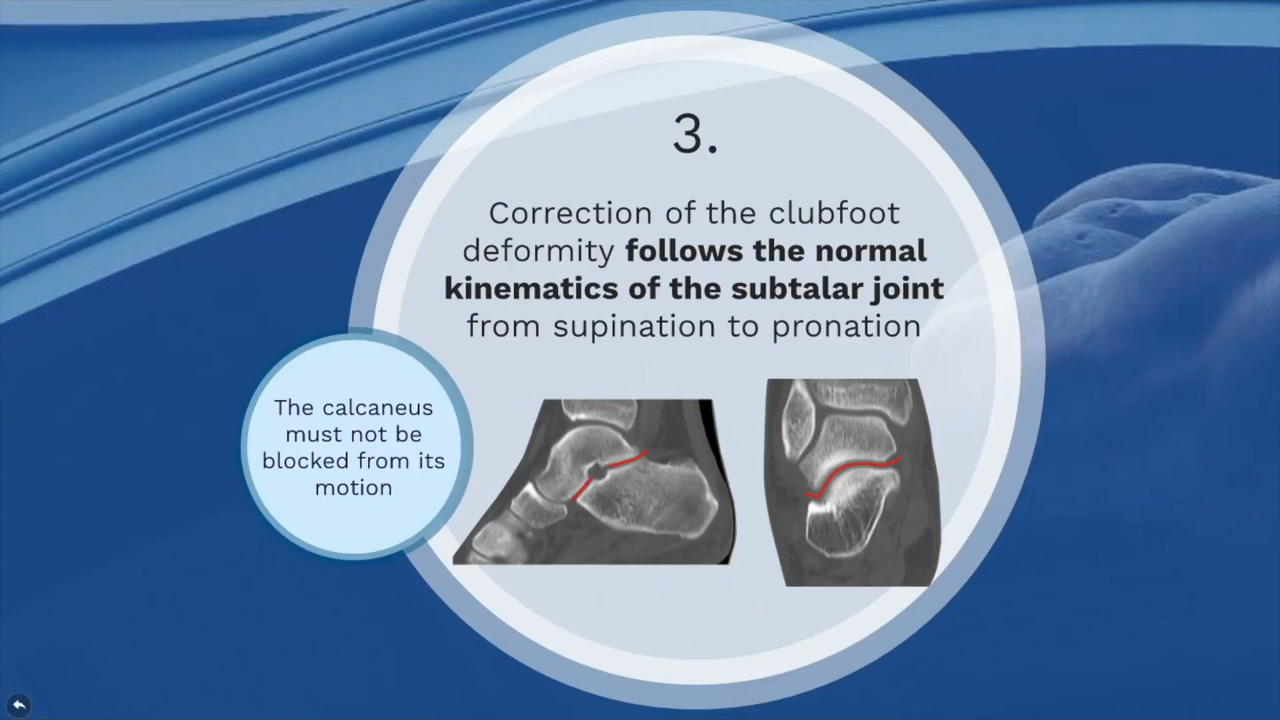 3.
Correction of the clubfoot
deformity follows the normal
kinematics of the subtalar joint
from supination to pronation
The calcaneus
must not be
blocked from its
motion